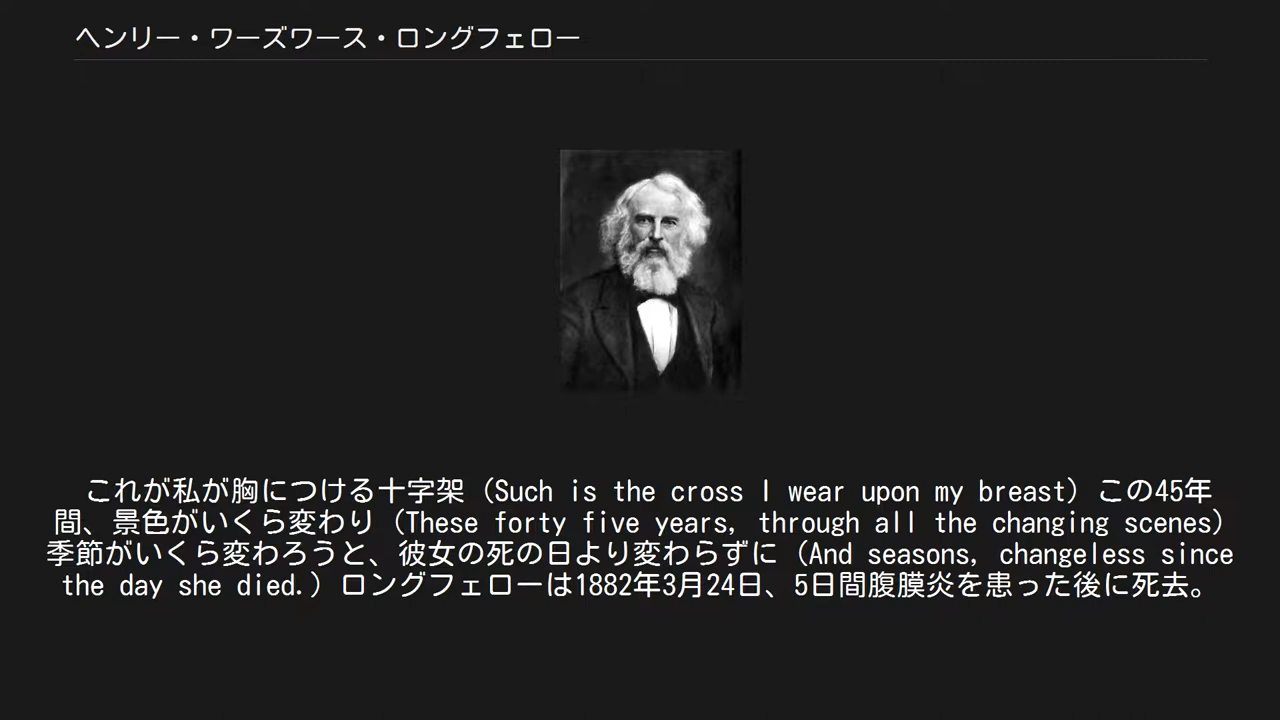 ヘンリー・ワーズワース・ロングフェロー
これが私が胸につける十字架（Such is the cross I wear upon my breast）この45年
間、景色がいくら変わり（These forty five years, through all the changing scenes）
季節がいくら変わろうと、彼女の死の日より変わらずに（And seasons, changeless since
the day she died.）ロングフェローは1882年3月24日、5日間腹膜炎を患った後に死去。